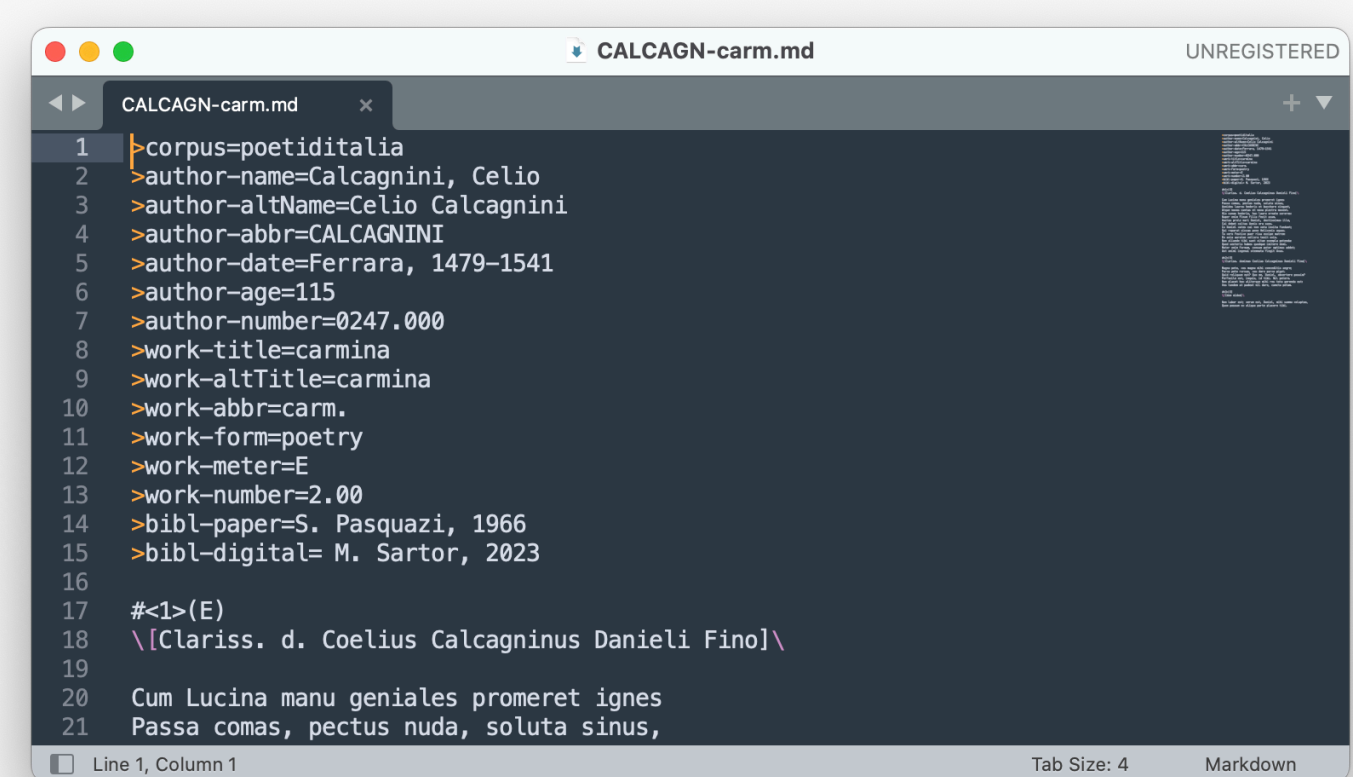 CALCAGN-carm.md
UNREGISTERED
CALCAGN-carm.md
1 >corpus=poetiditalia
2 >author-name=Calcagnini, Celio
3 >author-altName=Celio Calcagnini
4 >author-abbr=CALCAGNINI
5 >author-date=Ferrara, 1479–1541
6 >author-age=115
7 >author-number=0247.000
8 >work-title=carmina
9 >work-altTitle=carmina
10 >work-abbr=carm.
11 >work-form=poetry
12 >work-meter=E
13 >work-number=2.00
14 >bibl-paper=S. Pasquazi, 1966
15 >bibl-digital= M. Sartor, 2023
16
17 #<1>(E)
18 \[Clariss. d. Coelius Calcagninus Danieli Fino]\
19
20 Cum Lucina manu geniales promeret ignes
21 Passa comas, pectus nuda, soluta sinus,
Line 1, Column 1
Tab Size: 4
Markdown